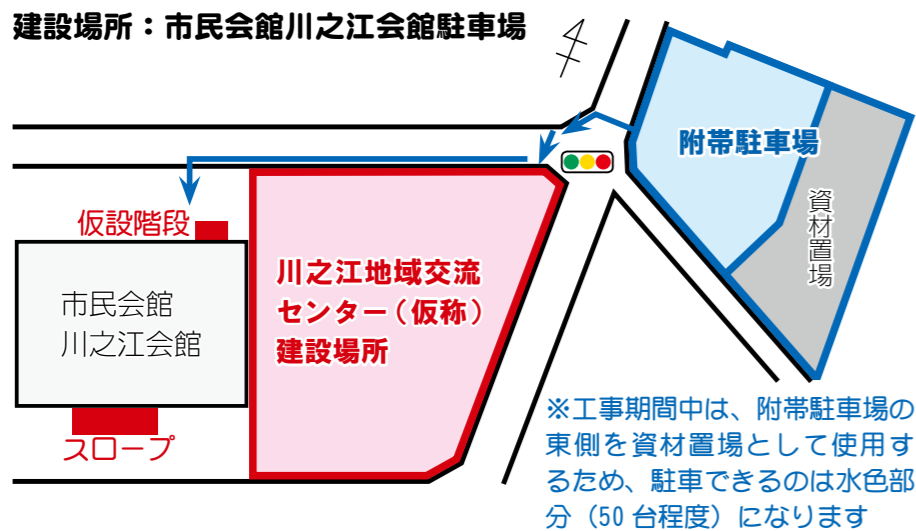 建設場所：市民会館川之江会館駐車場
附帯駐車場
資材置場
仮設階段
市民会館
川之江会館
川之江地域交流
センター（仮称）
建設場所
スロープ
※工事期間中は、附帯駐車場の
東側を資材置場として使用す
るため、駐車できるのは水色部
分（50 台程度）になります